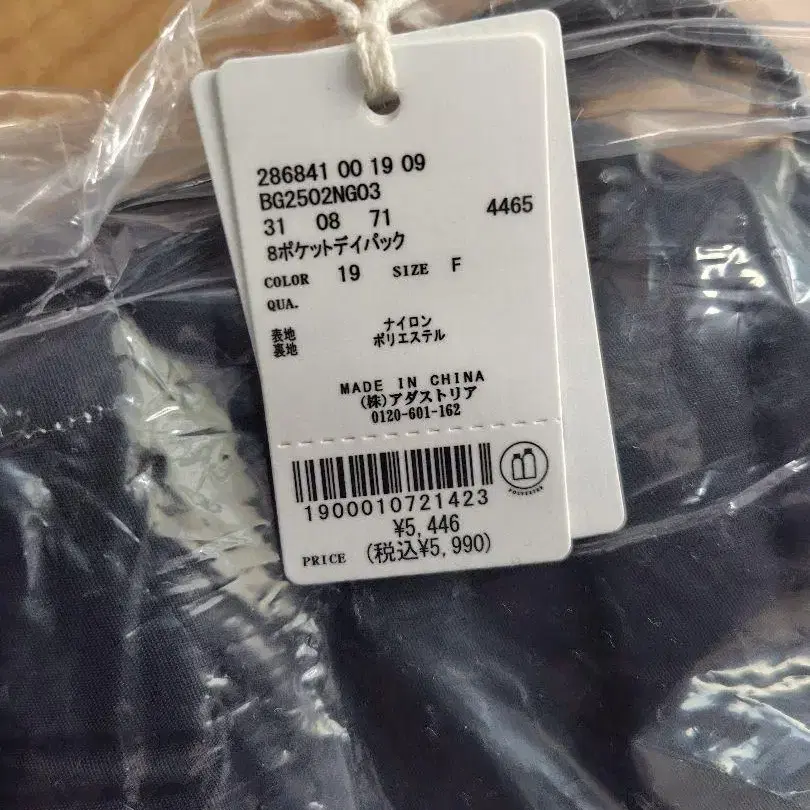 286841 00 19 09
BG2502NG03
31 08 71 4465
8ポケットデイパック
COLOR 19 SIZE F
QUA.
表地 ナイロン
裏地 ポリエステル
MADE IN CHINA
(株)アダストリア
0120-601-162
1900010721423
POLYESTER
¥5,446
PRICE (税込¥5,990)